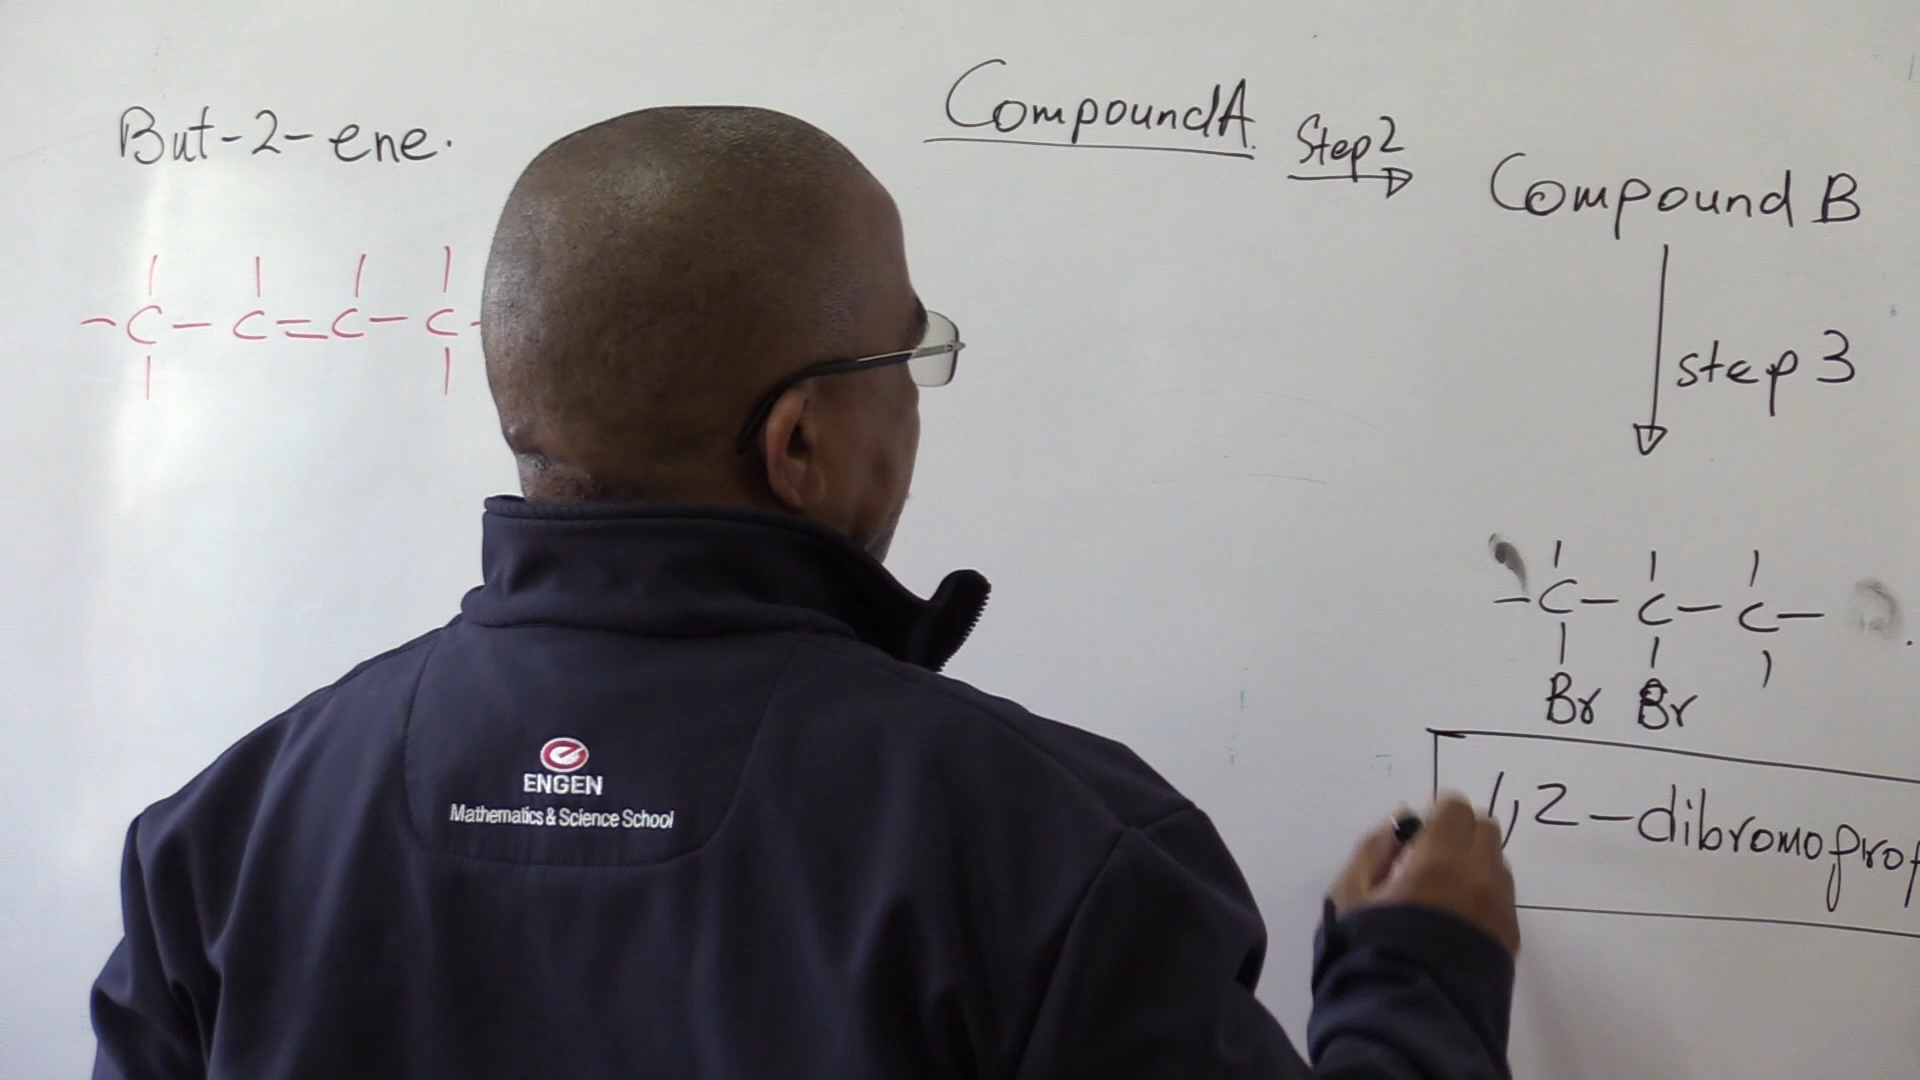 But-2-ene.
Compound A.
Step 2
Compound B
step 3
- C - C = C - C -
- C - C - C -
Br Br
1,2-dibromoprop
ENGEN
Mathematics & Science School